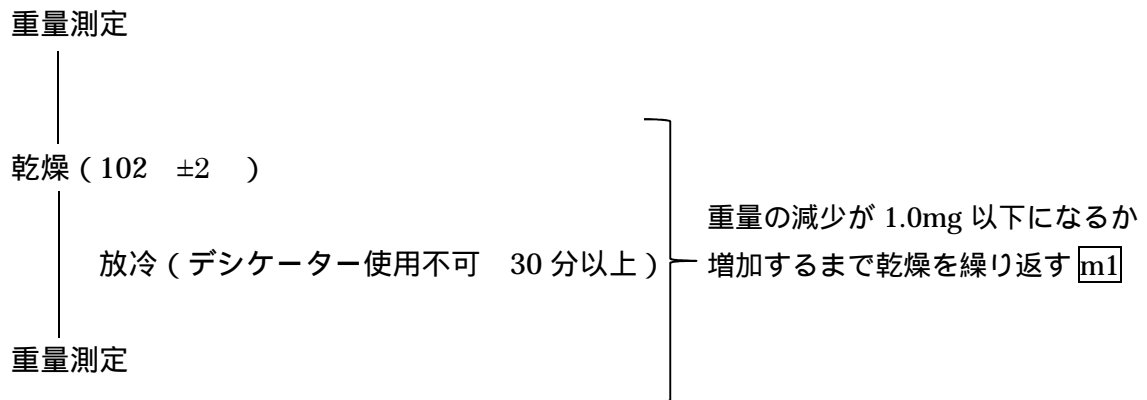 重量測定
乾燥（102　±2　）
放冷（デシケーター使用不可　30 分以上）
重量の減少が 1.0mg 以下になるか
増加するまで乾燥を繰り返す m1
重量測定